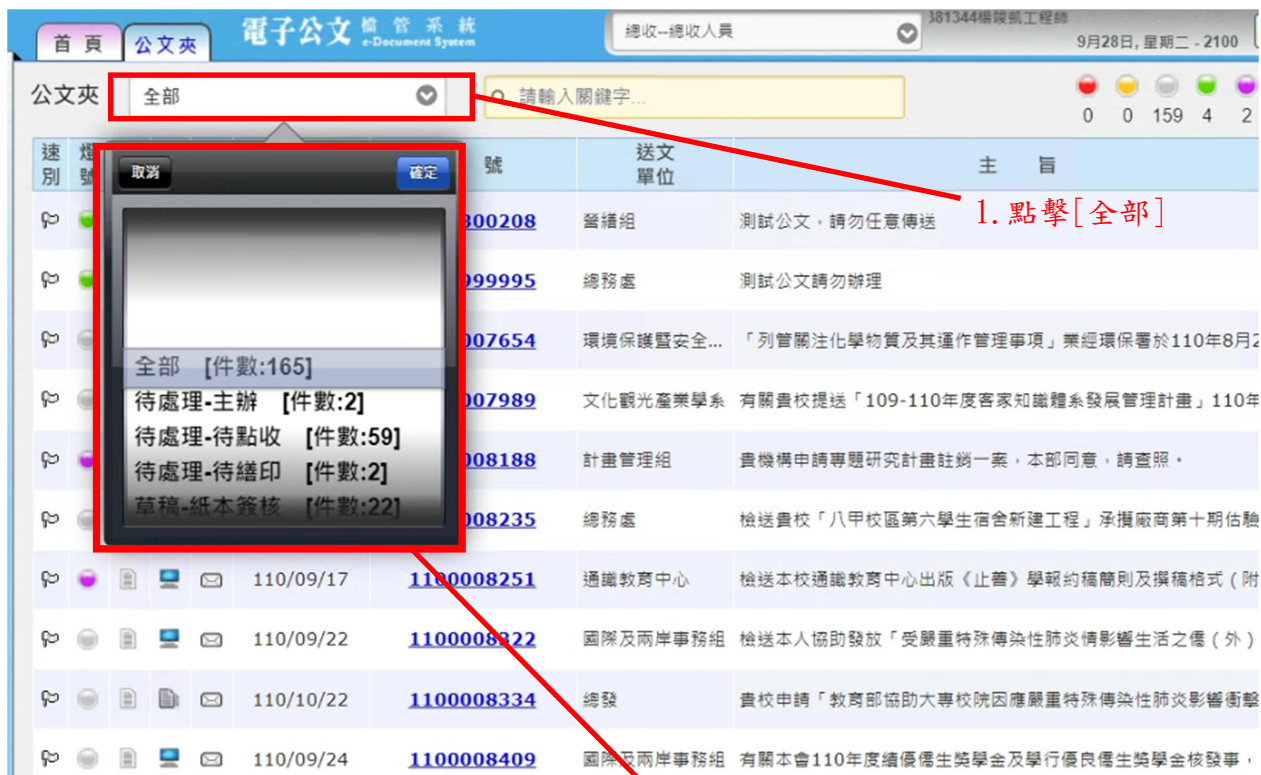 首頁 公文夾 電子公文 檔管系統 e-Document System 總收--總收人員 381344楊竣凱工程師
9月28日, 星期二 - 2100
公文夾 全部 請輸入關鍵字...
0 0 159 4 2
速別 燈號 號 送文單位 主旨
取消 確定
全部 [件數:165]
待處理-主辦 [件數:2]
待處理-待點收 [件數:59]
待處理-待繕印 [件數:2]
草稿-紙本簽核 [件數:22]
1.點擊[全部]
300208 營繕組 測試公文，請勿任意傳送
999995 總務處 測試公文請勿辦理
007654 環境保護暨安全... 「列管關注化學物質及其運作管理事項」業經環保署於110年8月2
007989 文化觀光產業學系 有關貴校提送「109-110年度客家知識體系發展管理計畫」110年
008188 計畫管理組 貴機構申請專題研究計畫註銷一案，本部同意，請查照。
008235 總務處 檢送貴校「八甲校區第六學生宿舍新建工程」承攬廠商第十期估驗
110/09/17 1100008251 通識教育中心 檢送本校通識教育中心出版《止善》學報約稿簡則及撰稿格式（附
110/09/22 1100008322 國際及兩岸事務組 檢送本人協助發放「受嚴重特殊傳染性肺炎情影響生活之僑（外）
110/10/22 1100008334 總發 貴校申請「教育部協助大專校院因應嚴重特殊傳染性肺炎影響衝擊
110/09/24 1100008409 國際及兩岸事務組 有關本會110年度績優僑生獎學金及學行優良僑生獎學金核發事，